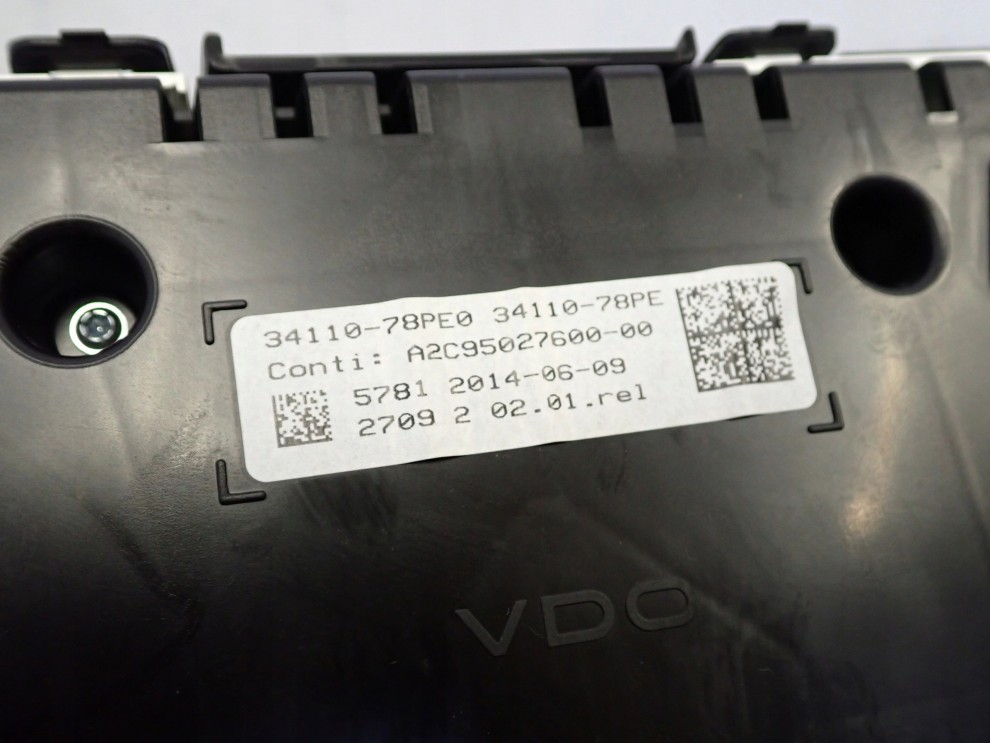 34110-78PE0 34110-78PE
Conti: A2C95027600-00
5781 2014-06-09
2709 2 02.01.rel
VDO